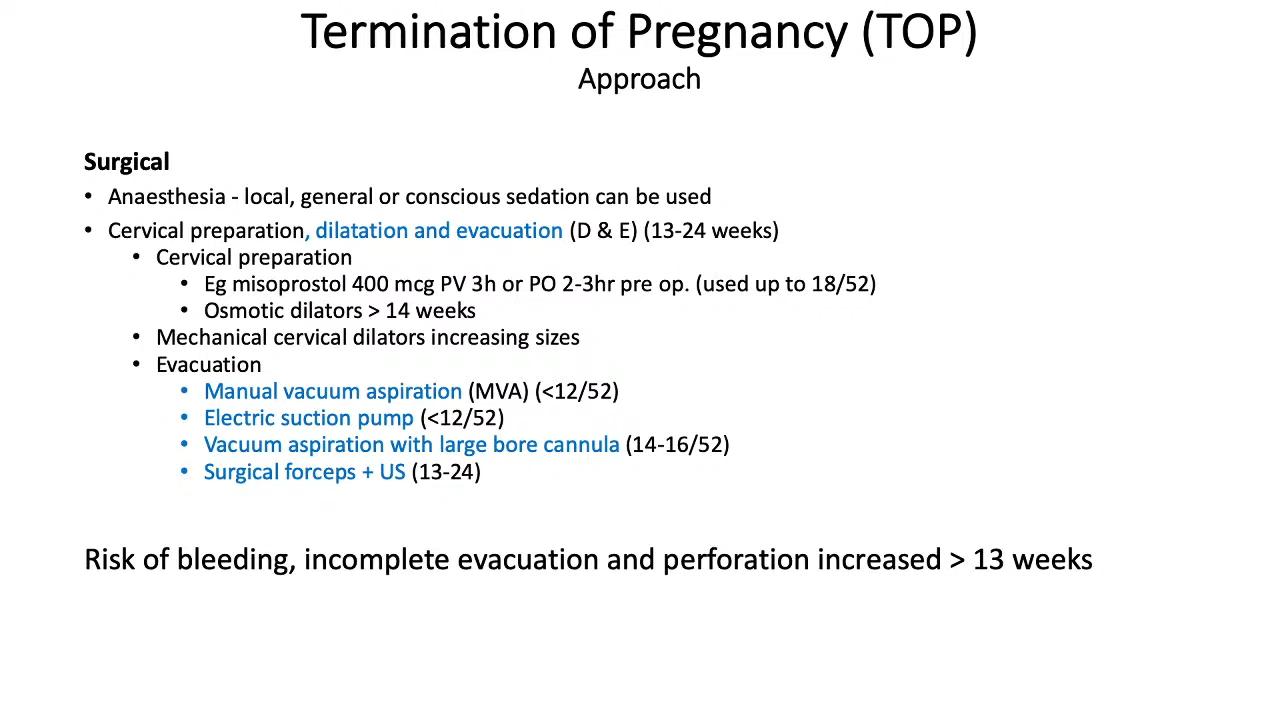 Termination of Pregnancy (TOP)
Approach
Surgical
• Anaesthesia - local, general or conscious sedation can be used
• Cervical preparation, dilatation and evacuation (D & E) (13-24 weeks)
• Cervical preparation
• Eg misoprostol 400 mcg PV 3h or PO 2-3hr pre op. (used up to 18/52)
• Osmotic dilators > 14 weeks
• Mechanical cervical dilators increasing sizes
• Evacuation
• Manual vacuum aspiration (MVA) (<12/52)
• Electric suction pump (<12/52)
• Vacuum aspiration with large bore cannula (14-16/52)
• Surgical forceps + US (13-24)
Risk of bleeding, incomplete evacuation and perforation increased > 13 weeks